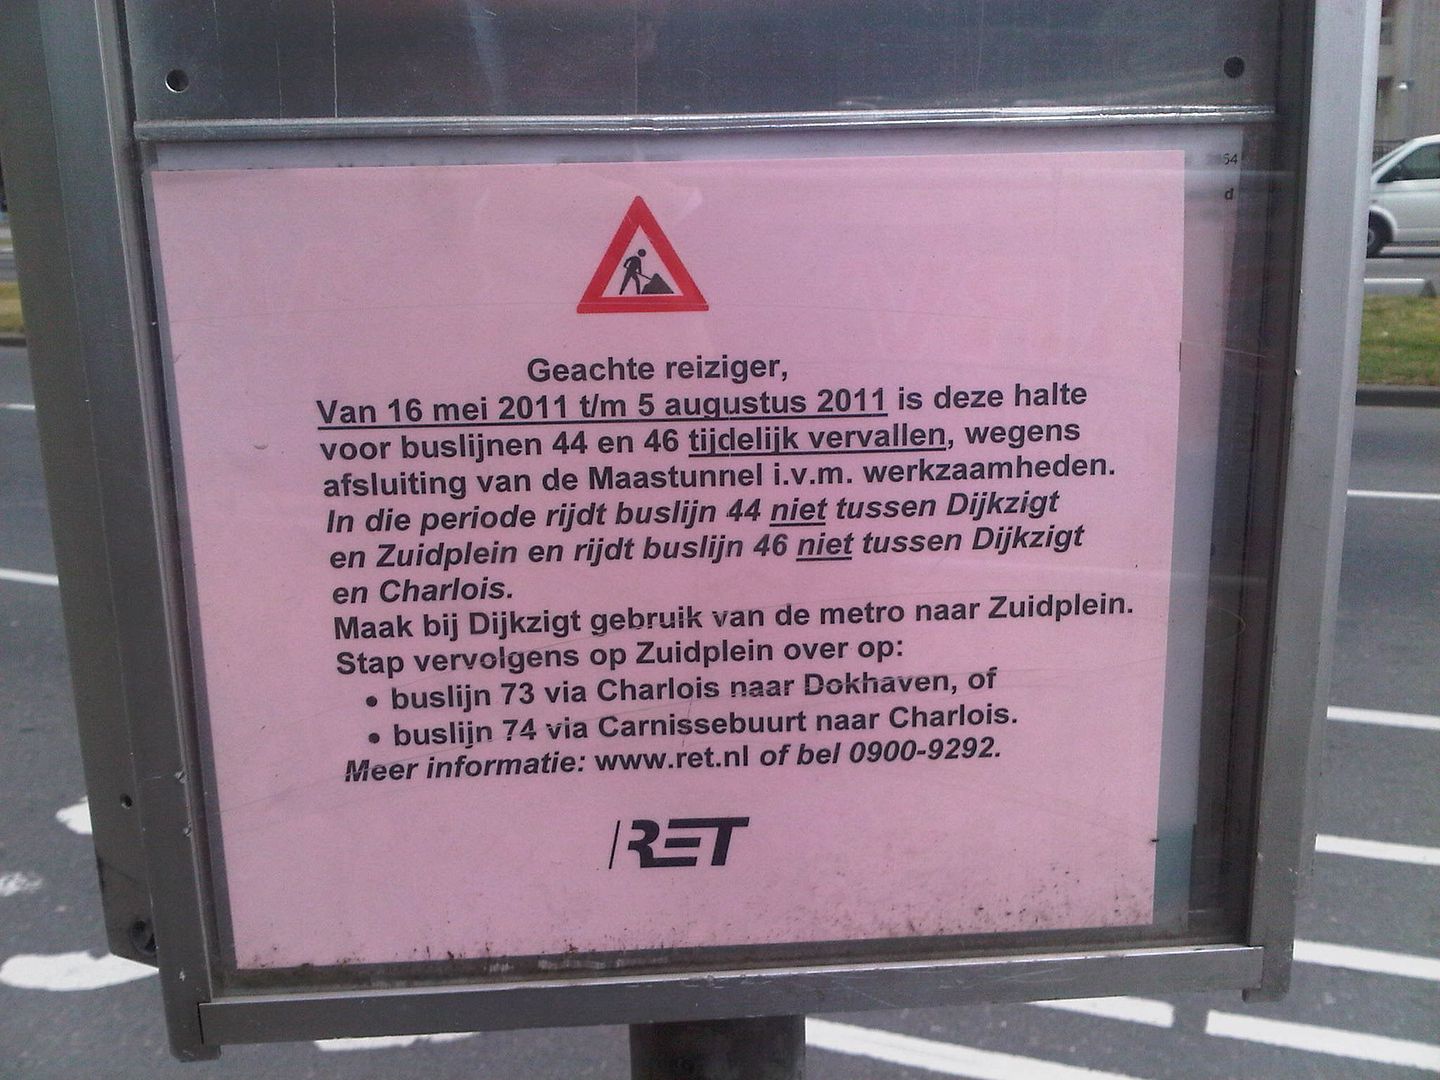 54
d
Geachte reiziger,
Van 16 mei 2011 t/m 5 augustus 2011 is deze halte
voor buslijnen 44 en 46 tijdelijk vervallen, wegens
afsluiting van de Maastunnel i.v.m. werkzaamheden.
In die periode rijdt buslijn 44 niet tussen Dijkzigt
en Zuidplein en rijdt buslijn 46 niet tussen Dijkzigt
en Charlois.
Maak bij Dijkzigt gebruik van de metro naar Zuidplein.
Stap vervolgens op Zuidplein over op:
• buslijn 73 via Charlois naar Dokhaven, of
• buslijn 74 via Carnissebuurt naar Charlois.
Meer informatie: www.ret.nl of bel 0900-9292.
RET